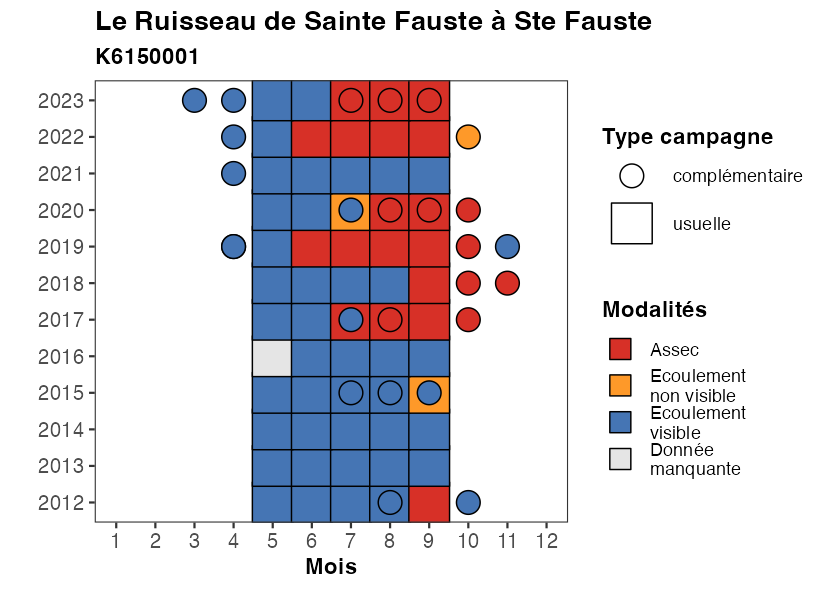 Le Ruisseau de Sainte Fauste à Ste Fauste
K6150001
2023
2022
2021
2020
2019
2018
2017
2016
2015
2014
2013
2012
1 2 3 4 5 6 7 8 9 10 11 12
Mois
Type campagne
complémentaire
usuelle
Modalités
Assec
Ecoulement
non visible
Ecoulement
visible
Donnée
manquante